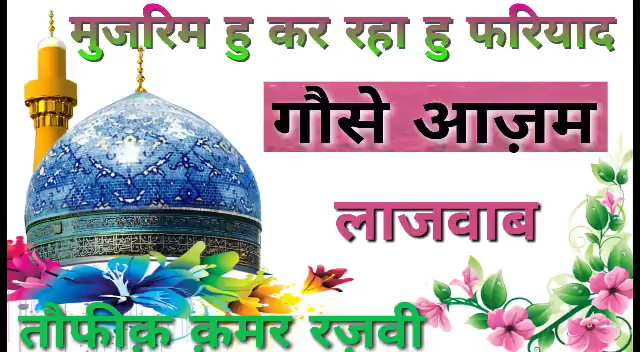 मुजरिम हु कर रहा हु फरियाद
गौसे आज़म
लाजवाब
तौफीक़ क़मर रज़वी